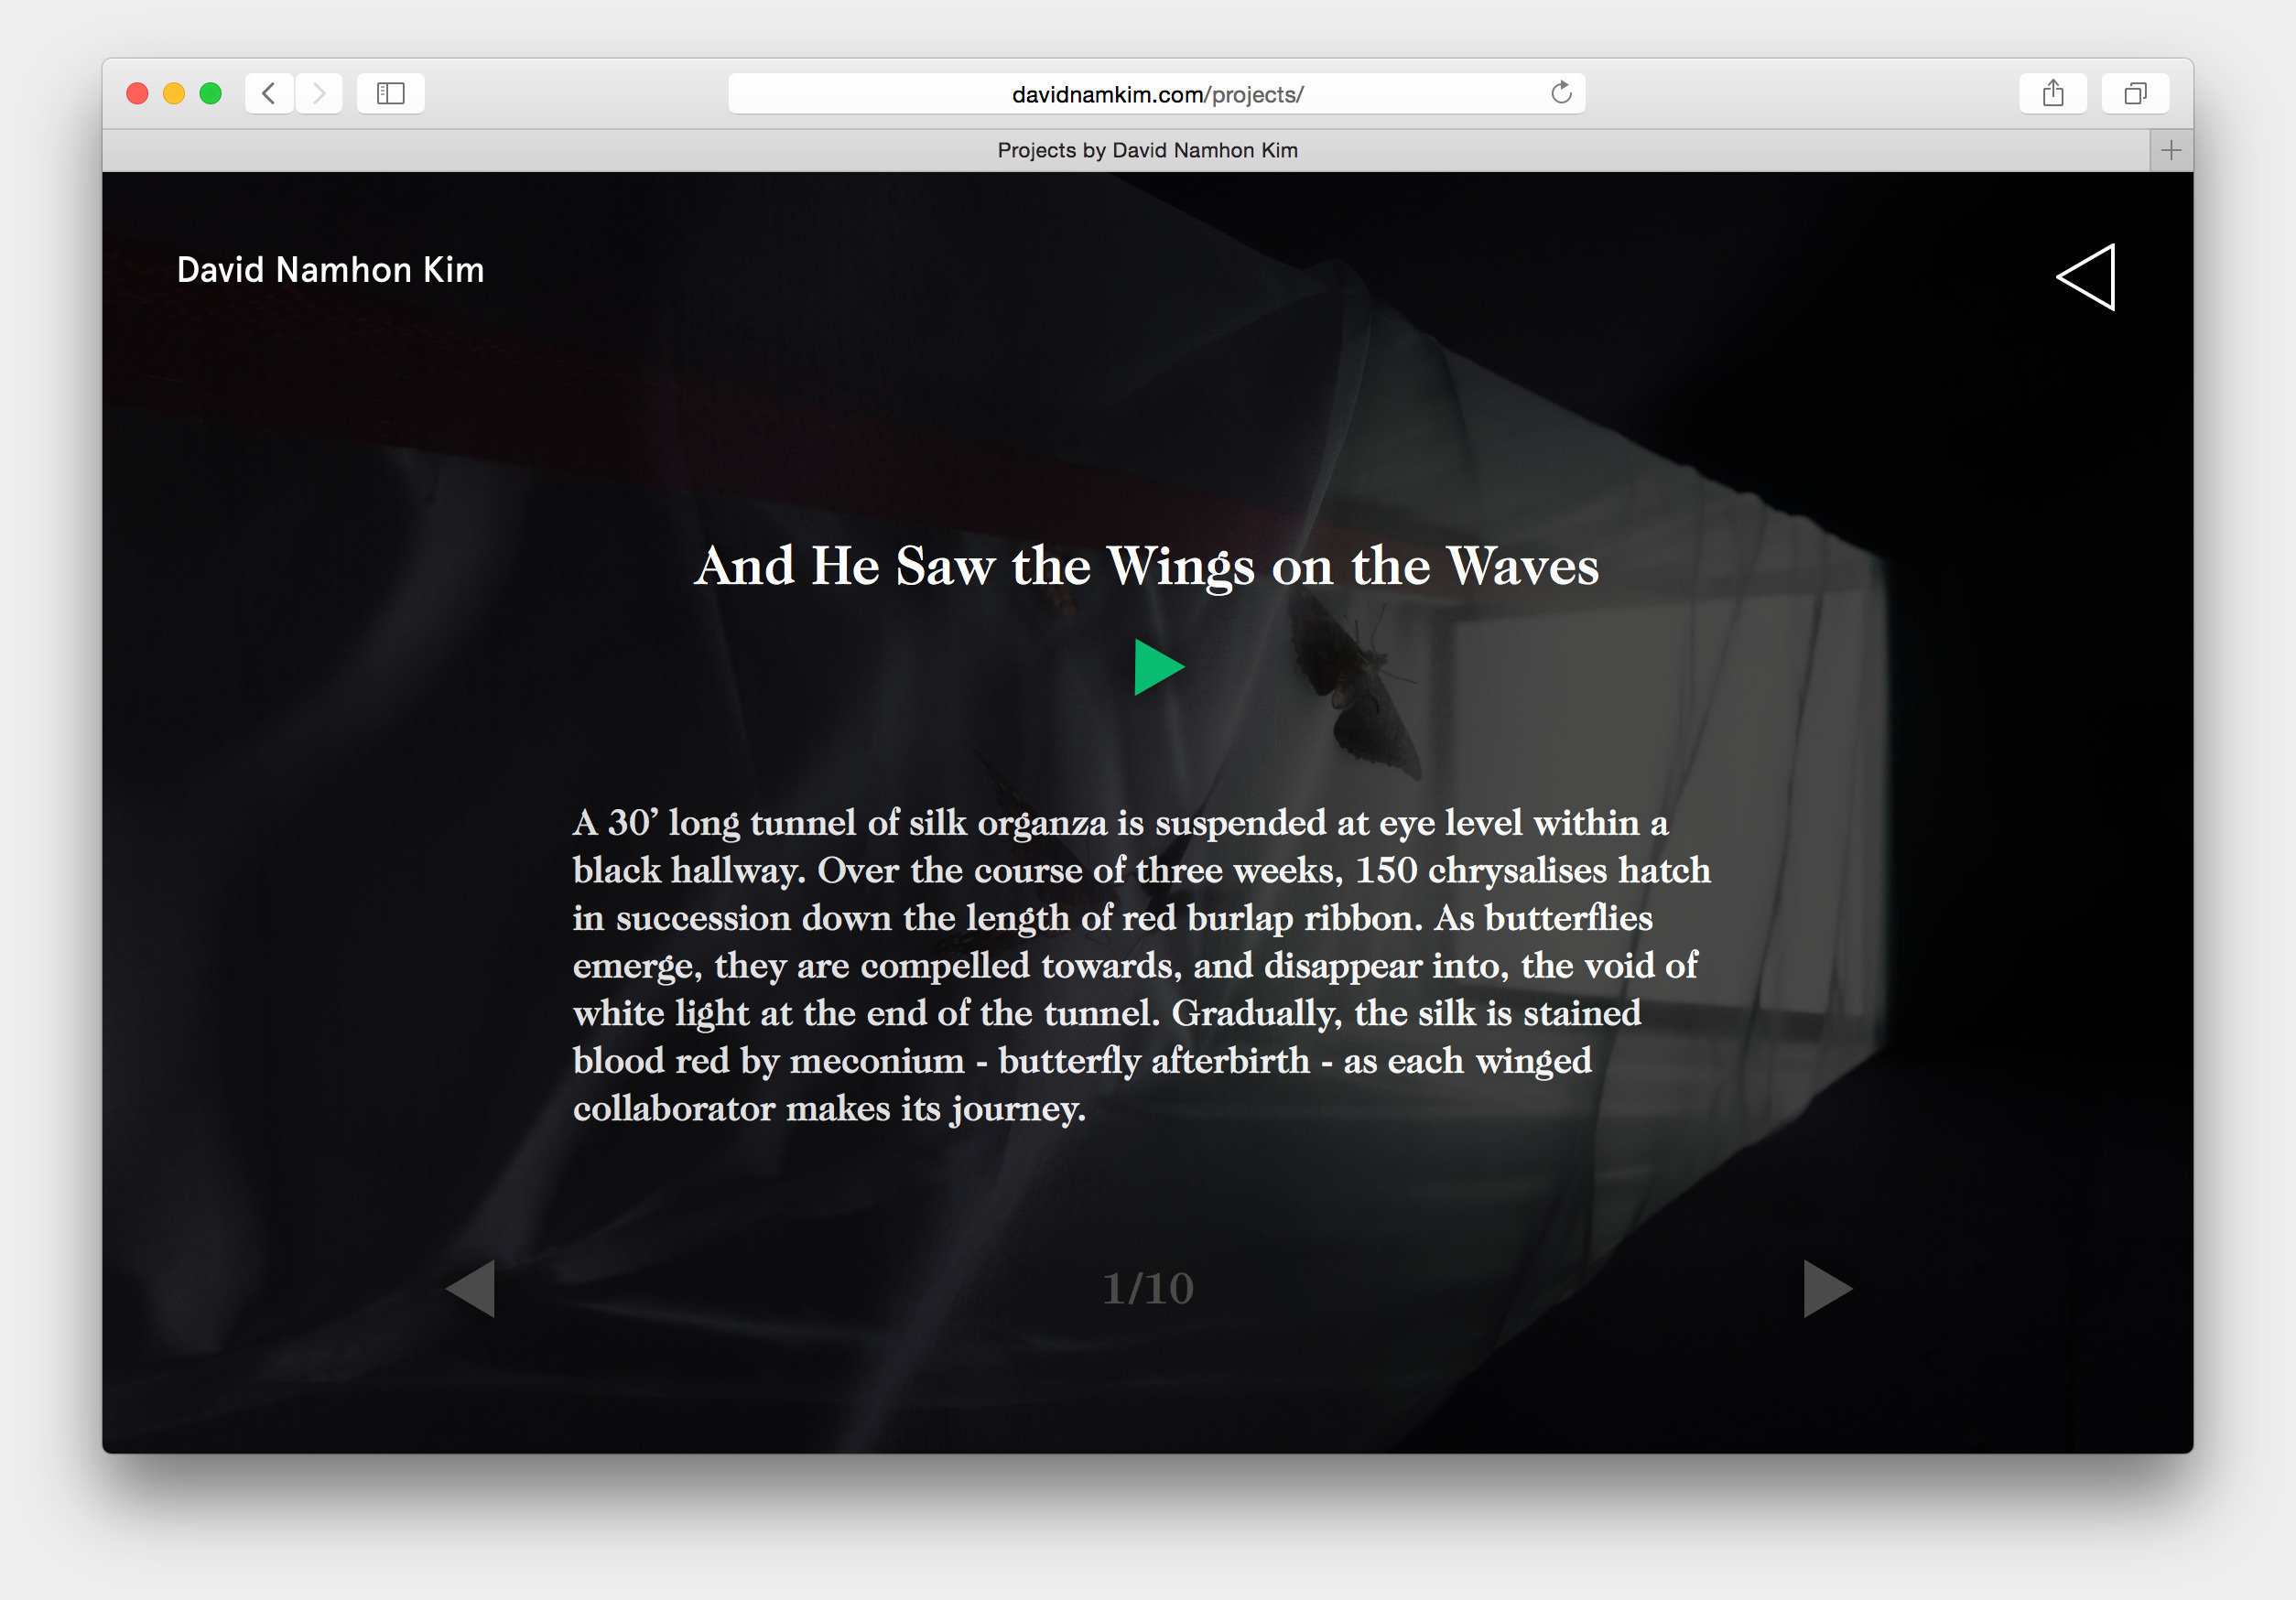 davidnamkim.com/projects/
Projects by David Namhon Kim
David Namhon Kim
And He Saw the Wings on the Waves
A 30’ long tunnel of silk organza is suspended at eye level within a
black hallway. Over the course of three weeks, 150 chrysalises hatch
in succession down the length of red burlap ribbon. As butterflies
emerge, they are compelled towards, and disappear into, the void of
white light at the end of the tunnel. Gradually, the silk is stained
blood red by meconium - butterfly afterbirth - as each winged
collaborator makes its journey.
1/10